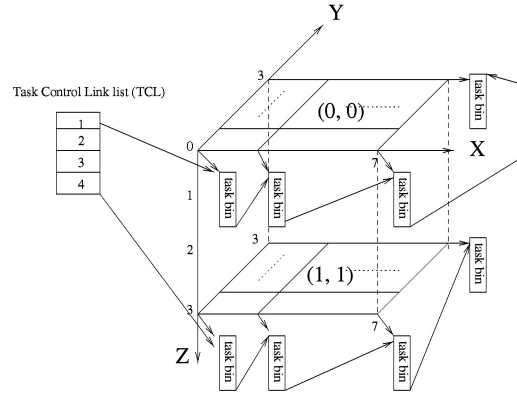 Y
3
task bin
Task Control Link list (TCL)
(0, 0)
1
0
X
2
7
3
task bin
task bin
task bin
4
1
2
3
task bin
(1, 1)
3
7
Z
task bin
task bin
task bin